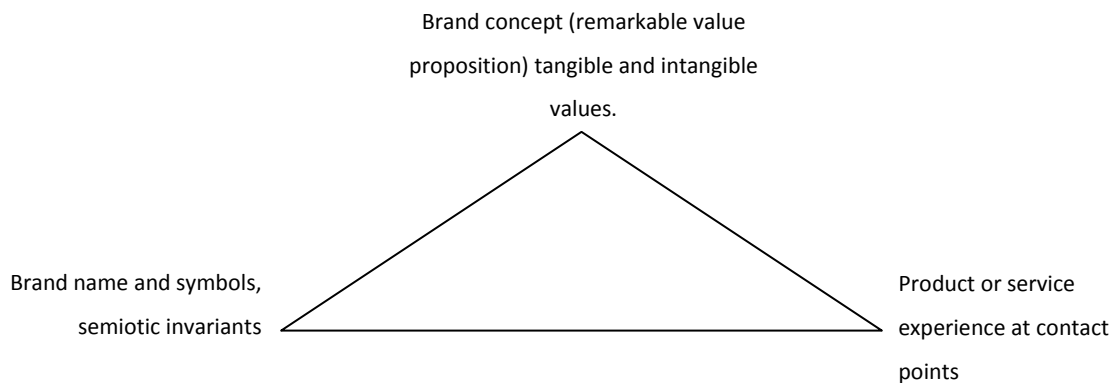 Brand concept (remarkable value
proposition) tangible and intangible
values.
Brand name and symbols,
semiotic invariants
Product or service
experience at contact
points